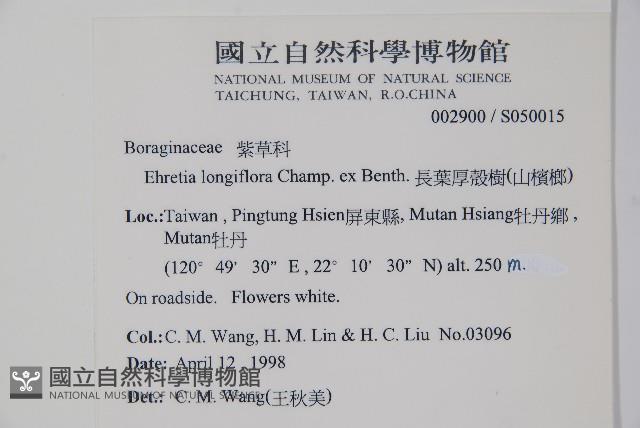 國立自然科學博物館
NATIONAL MUSEUM OF NATURAL SCIENCE
TAICHUNG, TAIWAN, R.O.CHINA
002900 / S050015
Boraginaceae 紫草科
Ehretia longiflora Champ. ex Benth. 長葉厚殼樹(山檳榔)
Loc.:Taiwan , Pingtung Hsien屏東縣, Mutan Hsiang牡丹鄉 ,
Mutan牡丹
(120° 49' 30" E , 22° 10' 30" N) alt. 250 m.
On roadside. Flowers white.
Col.:C. M. Wang, H. M. Lin & H. C. Liu No.03096
Date: April 12 , 1998
國立自然科學博物館
NATIONAL MUSEUM OF NATURAL SCIENCE
Det.: C. M. Wang(王秋美)